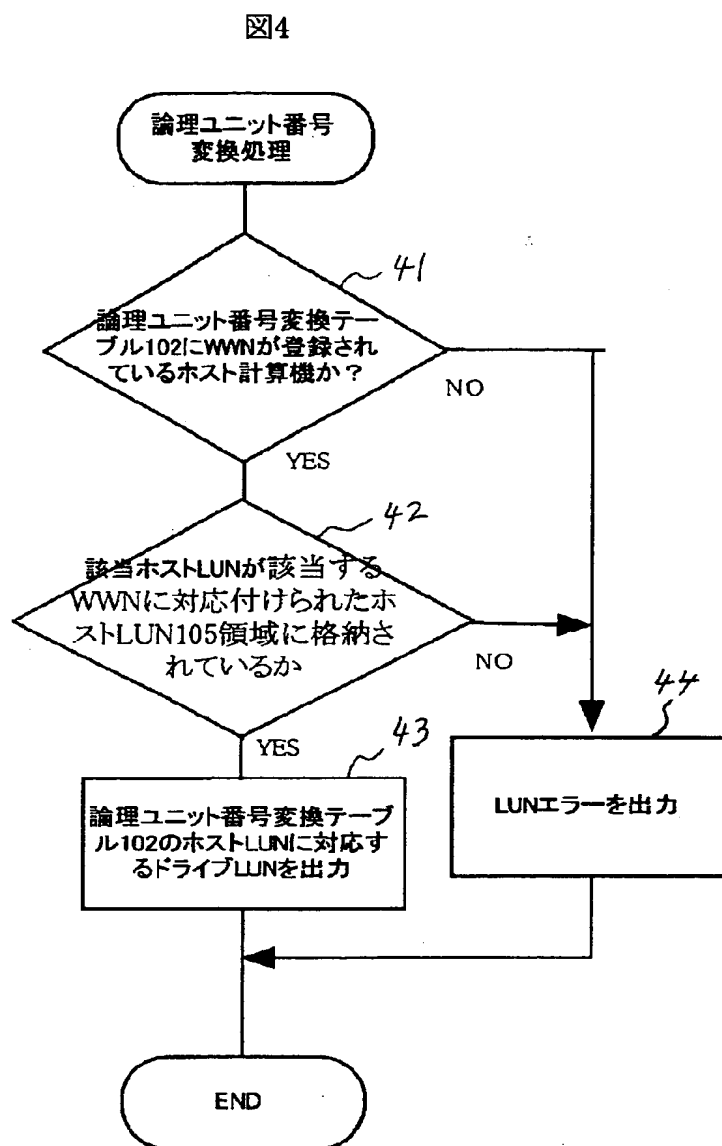 図4
論理ユニット番号
変換処理
41
論理ユニット番号変換テー
ブル102にWWNが登録され
ているホスト計算機か？
NO
YES
42
該当ホストLUNが該当する
WWNに対応付けられたホ
ストLUN105領域に格納さ
れているか
NO
YES
43
論理ユニット番号変換テーブ
ル102のホストLUNに対応す
るドライブLUNを出力
44
LUNエラーを出力
END